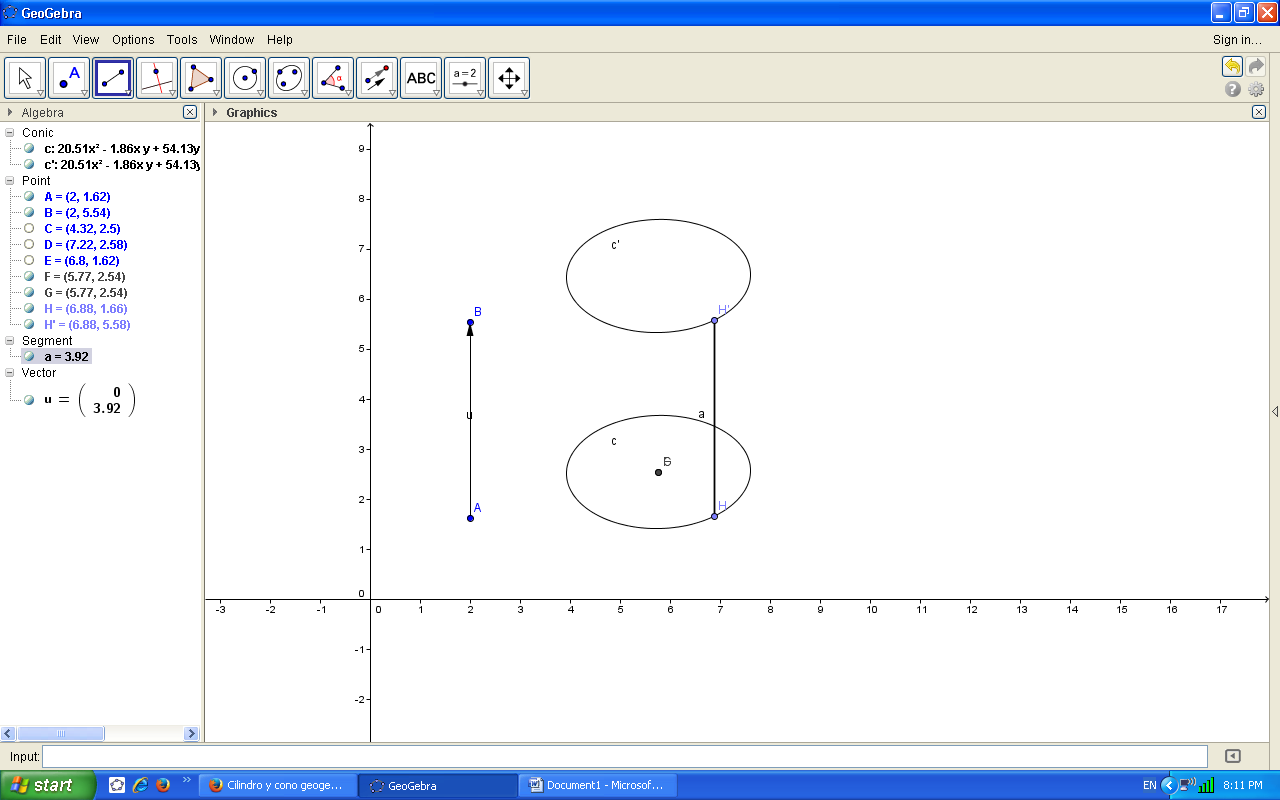 GeoGebra
File Edit View Options Tools Window Help
Sign in...
A
α
ABC
a = 2
?
Algebra
Graphics
Conic
c: 20.51x² - 1.86x y + 54.13y
c': 20.51x² - 1.86x y + 54.13y
Point
A = (2, 1.62)
B = (2, 5.54)
C = (4.32, 2.5)
D = (7.22, 2.58)
E = (6.8, 1.62)
F = (5.77, 2.54)
G = (5.77, 2.54)
H = (6.88, 1.66)
H' = (6.88, 5.58)
Segment
a = 3.92
Vector
u = ( 0
3.92 )
9
8
7
6
5
4
3
2
1
0
-1
-2
-3 -2 -1 0 1 2 3 4 5 6 7 8 9 10 11 12 13 14 15 16 17
c'
H'
B
u
a
c
A
H
Input:
start
Cilindro y cono geoge...
GeoGebra
Document1 - Microsof...
EN
8:11 PM